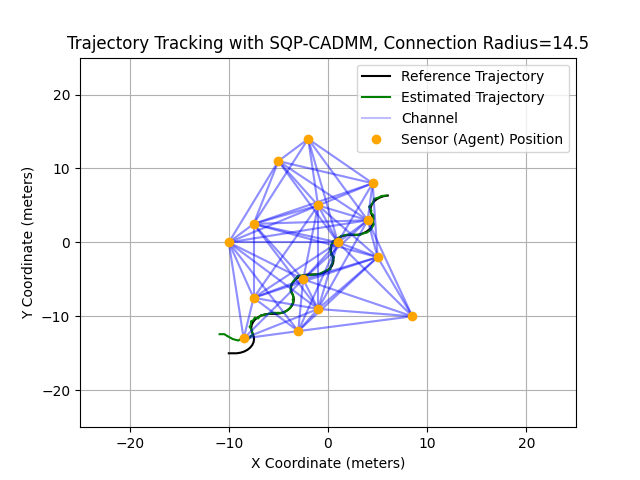 Trajectory Tracking with SQP-CADMM, Connection Radius=14.5
Reference Trajectory
Estimated Trajectory
Channel
Sensor (Agent) Position
20
10
0
−10
−20
Y Coordinate (meters)
−20
−10
0
10
20
X Coordinate (meters)